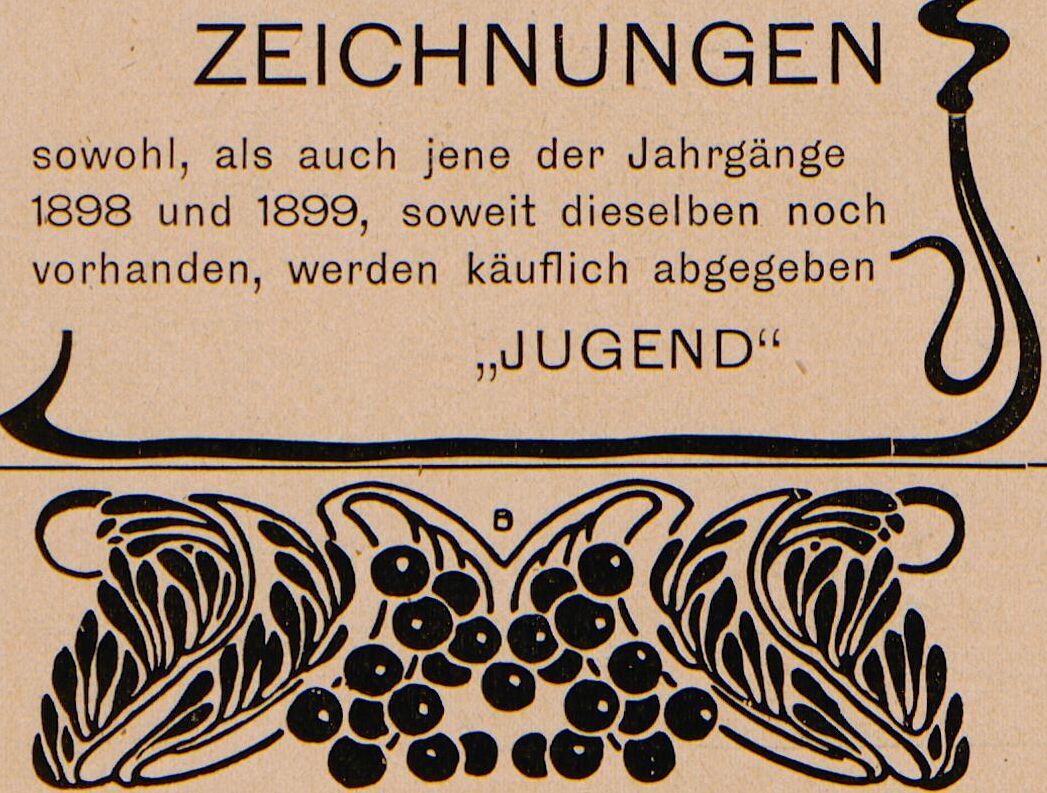 ZEICHNUNGEN
sowohl, als auch jene der Jahrgänge
1898 und 1899, soweit dieselben noch
vorhanden, werden käuflich abgegeben
„JUGEND“
B